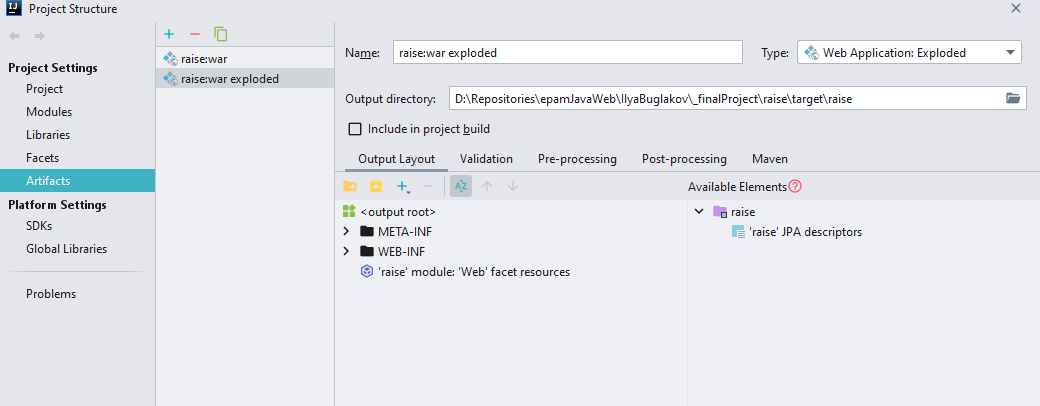 IJ Project Structure
Project Settings
Project
Modules
Libraries
Facets
Artifacts
Platform Settings
SDKs
Global Libraries
Problems
raise:war
raise:war exploded
Name: raise:war exploded Type: Web Application: Exploded
Output directory: D:\Repositories\epamJavaWeb\IlyaBuglakov\_finalProject\raise\target\raise
Include in project build
Output Layout Validation Pre-processing Post-processing Maven
AZ Available Elements ?
<output root>
META-INF
WEB-INF
'raise' module: 'Web' facet resources
raise
'raise' JPA descriptors